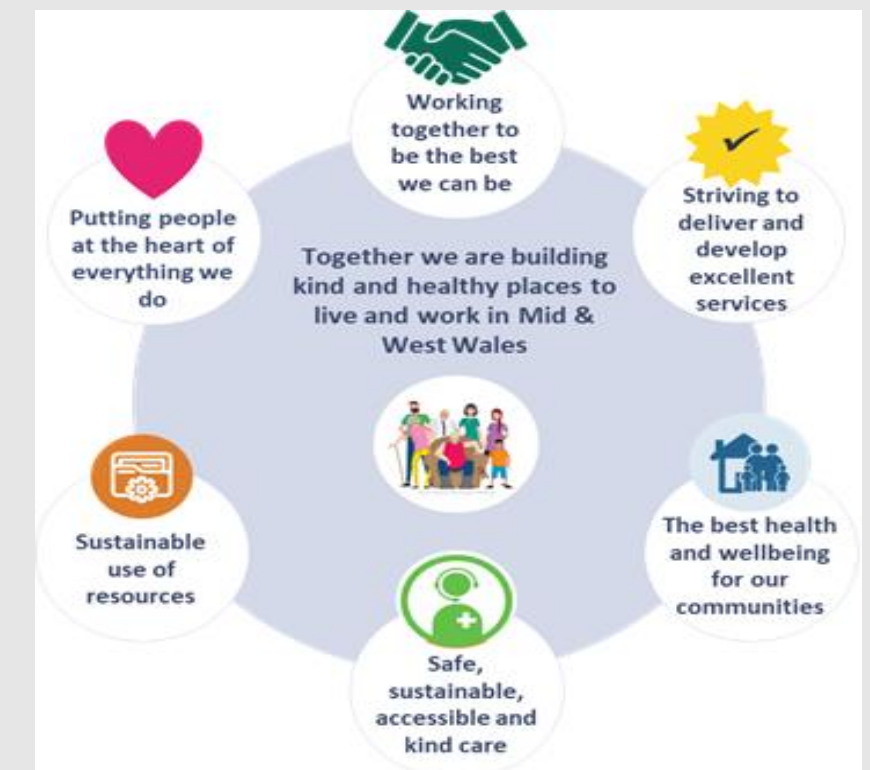 Working
together to
be the best
we can be
Striving to
deliver and
develop
excellent
services
Putting people
at the heart of
everything we
do
Together we are building
kind and healthy places to
live and work in Mid &
West Wales
The best health
and wellbeing
for our
communities
Sustainable
use of
resources
Safe,
sustainable,
accessible and
kind care